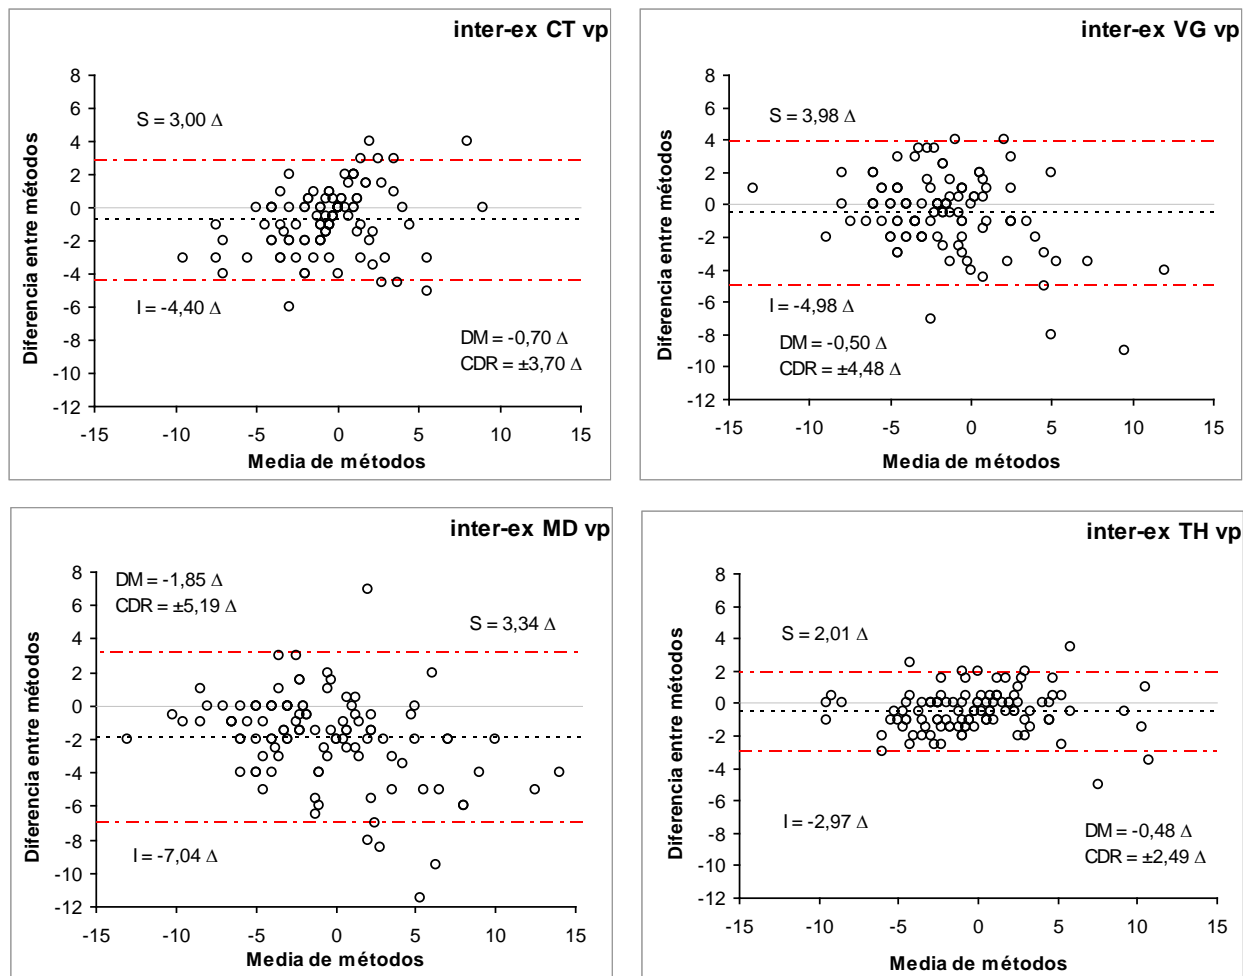 inter-ex CT vp
8
6
4
2
0
-2
-4
-6
-8
-10
-12
-15 -10 -5 0 5 10 15
Diferencia entre métodos
Media de métodos
S = 3,00 Δ
I = -4,40 Δ
DM = -0,70 Δ
CDR = ±3,70 Δ
inter-ex VG vp
8
6
4
2
0
-2
-4
-6
-8
-10
-12
-15 -10 -5 0 5 10 15
Diferencia entre métodos
Media de métodos
S = 3,98 Δ
I = -4,98 Δ
DM = -0,50 Δ
CDR = ±4,48 Δ
inter-ex MD vp
8
6
4
2
0
-2
-4
-6
-8
-10
-12
-15 -10 -5 0 5 10 15
Diferencia entre métodos
Media de métodos
DM = -1,85 Δ
CDR = ±5,19 Δ
S = 3,34 Δ
I = -7,04 Δ
inter-ex TH vp
8
6
4
2
0
-2
-4
-6
-8
-10
-12
-15 -10 -5 0 5 10 15
Diferencia entre métodos
Media de métodos
S = 2,01 Δ
I = -2,97 Δ
DM = -0,48 Δ
CDR = ±2,49 Δ